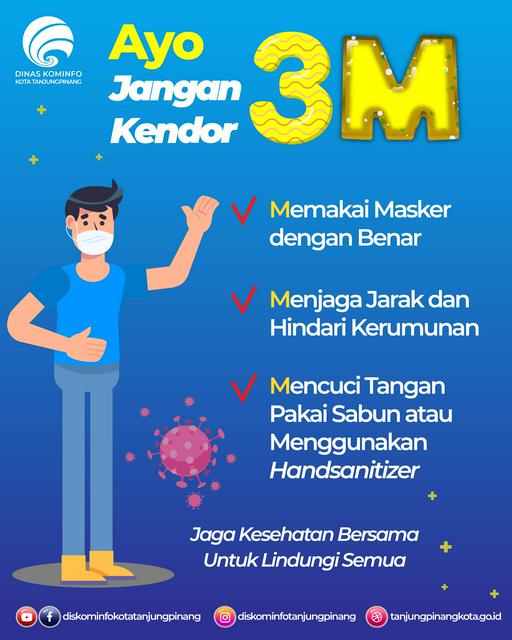 DINAS KOMINFO
KOTA TANJUNGPINANG
Ayo
Jangan
Kendor
3M
Memakai Masker
dengan Benar
Menjaga Jarak dan
Hindari Kerumunan
Mencuci Tangan
Pakai Sabun atau
Menggunakan
Handsanitizer
Jaga Kesehatan Bersama
Untuk Lindungi Semua
diskominfokotatanjungpinang
diskominfotanjungpinang
tanjungpinangkota.go.id